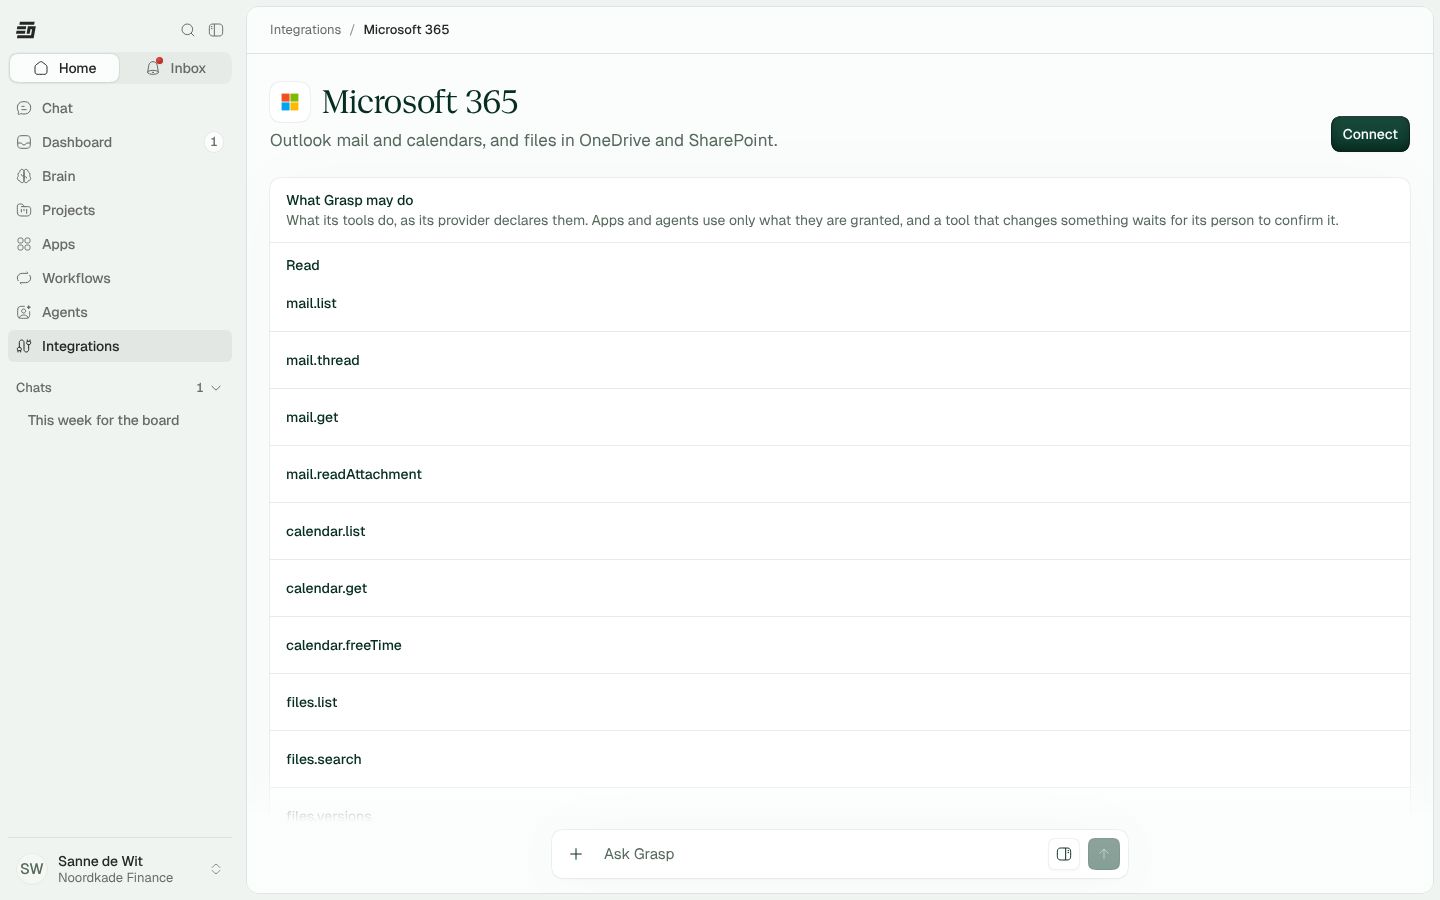 Home
Inbox
Chat
Dashboard 1
Brain
Projects
Apps
Workflows
Agents
Integrations
Chats 1
This week for the board
SW
Sanne de Wit
Noordkade Finance
Integrations / Microsoft 365
Microsoft 365
Outlook mail and calendars, and files in OneDrive and SharePoint.
Connect
What Grasp may do
What its tools do, as its provider declares them. Apps and agents use only what they are granted, and a tool that changes something waits for its person to confirm it.
Read
mail.list
mail.thread
mail.get
mail.readAttachment
calendar.list
calendar.get
calendar.freeTime
files.list
files.search
files.versions
Ask Grasp